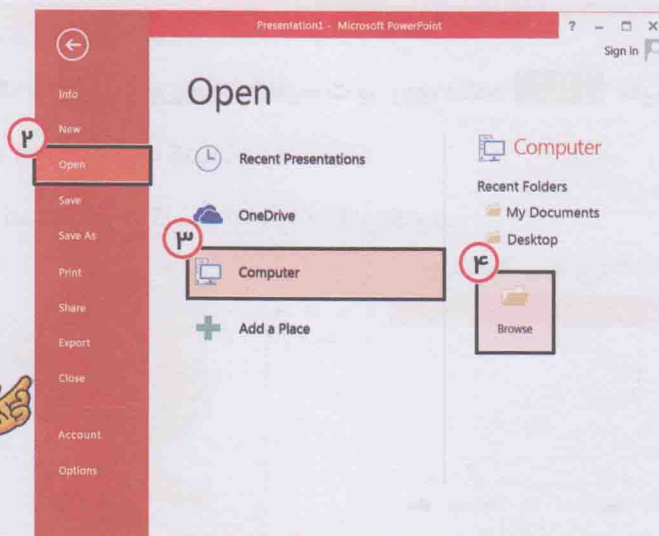 Presentation1 - Microsoft PowerPoint
?
Sign in
Info
New
۲
Open
Save
Save As
Print
Share
Export
Close
Account
Options
Open
Recent Presentations
OneDrive
۳
Computer
Add a Place
Computer
Recent Folders
My Documents
Desktop
۴
Browse